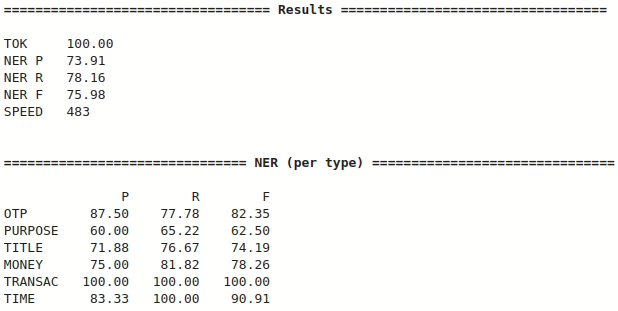 ================================== Results ==================================
TOK 100.00
NER P 73.91
NER R 78.16
NER F 75.98
SPEED 483
=============================== NER (per type) ===============================
P R F
OTP 87.50 77.78 82.35
PURPOSE 60.00 65.22 62.50
TITLE 71.88 76.67 74.19
MONEY 75.00 81.82 78.26
TRANSAC 100.00 100.00 100.00
TIME 83.33 100.00 90.91